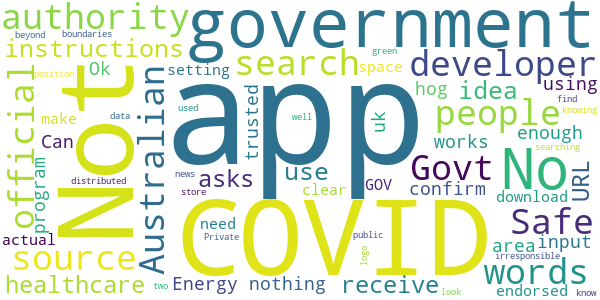 beyond boundaries
authority
government
green
instructions
search
developer
Ok
setting
space
position
hog
idea
using
Australian
official
Not
app
trusted
uk
people
make
Can
data
used
well
find
knowing
enough
works
No
program
Govt
searching
distributed
asks
use
clear
GOV
confirm
download
URL
news
store
COVID
Safe
actual
need
public
Private
area
input
source
logo
irresponsible
words
healthcare
two
Energy
nothing
receive
look
endorsed
know